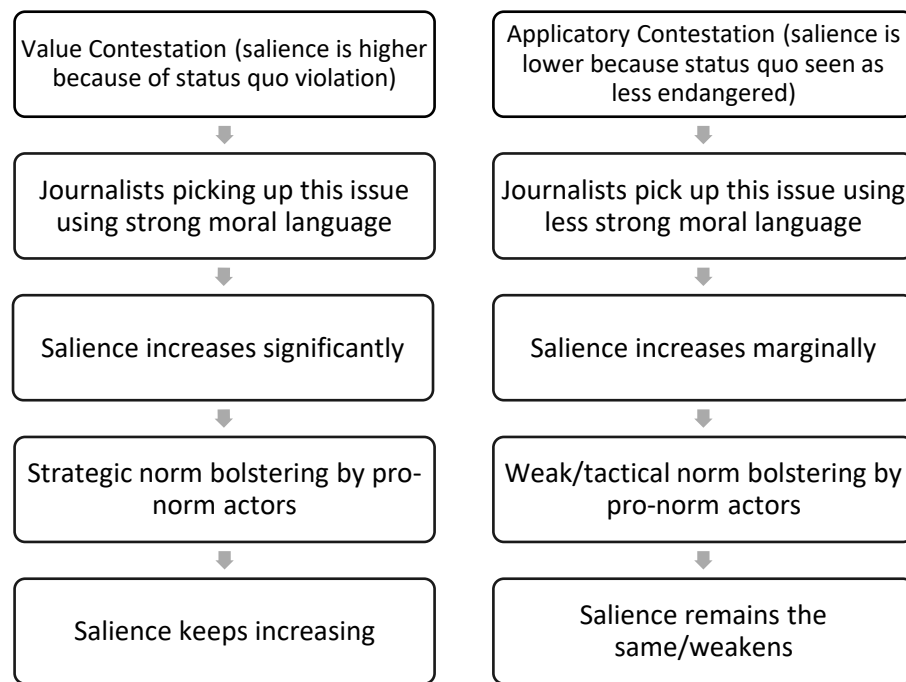 Value Contestation (salience is higher
because of status quo violation)
Journalists picking up this issue
using strong moral language
Salience increases significantly
Strategic norm bolstering by pro-
norm actors
Salience keeps increasing
Applicatory Contestation (salience is
lower because status quo seen as
less endangered)
Journalists pick up this issue using
less strong moral language
Salience increases marginally
Weak/tactical norm bolstering by
pro-norm actors
Salience remains the
same/weakens